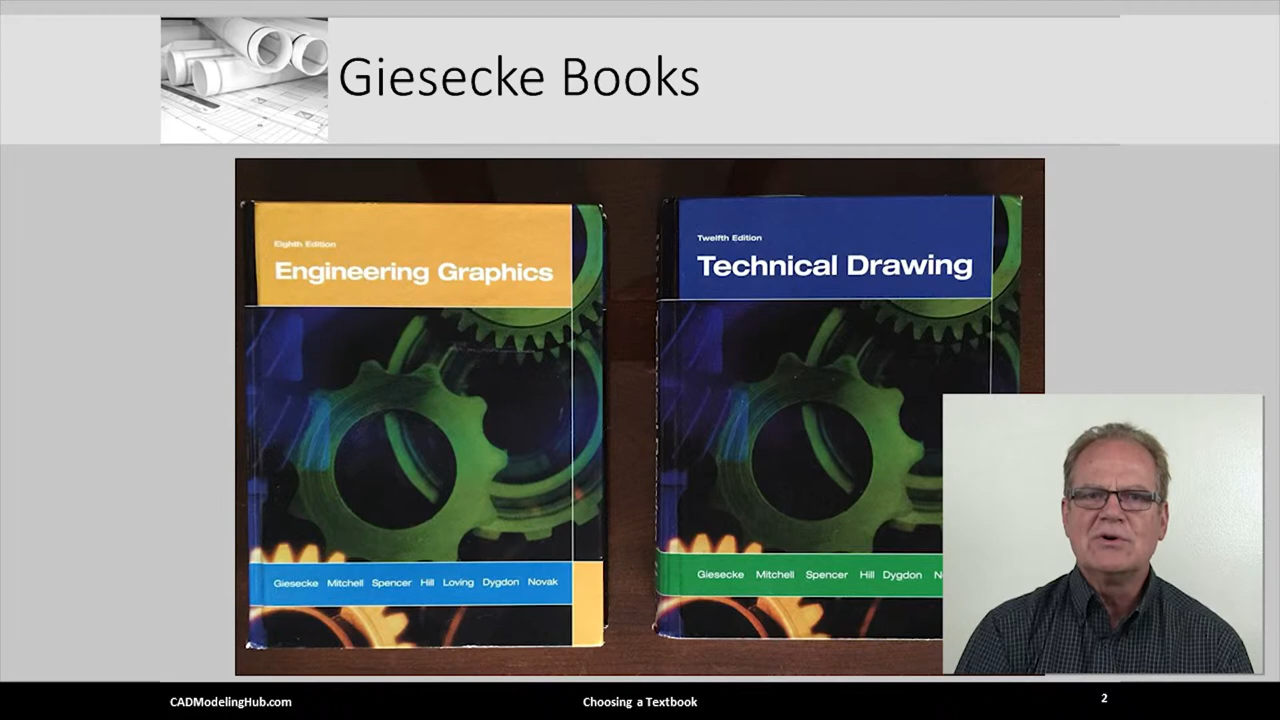 Giesecke Books
Eighth Edition
Engineering Graphics
Giesecke Mitchell Spencer Hill Loving Dygdon Novak
Twelfth Edition
Technical Drawing
Giesecke Mitchell Spencer Hill Dygdon
CADModelingHub.com
Choosing a Textbook
2